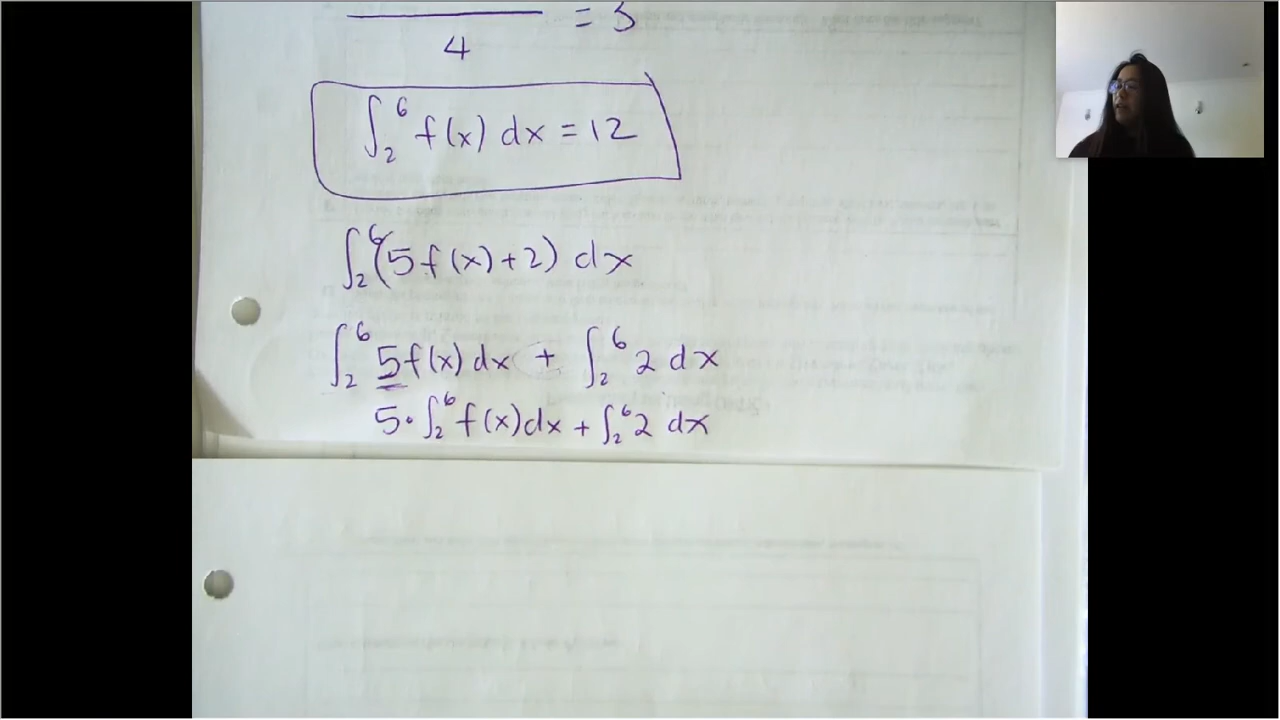 4 = 3
∫₂⁶ f(x) dx = 12
∫₂⁶ (5f(x)+2) dx
∫₂⁶ 5f(x) dx + ∫₂⁶ 2 dx
5·∫₂⁶ f(x)dx + ∫₂⁶ 2 dx